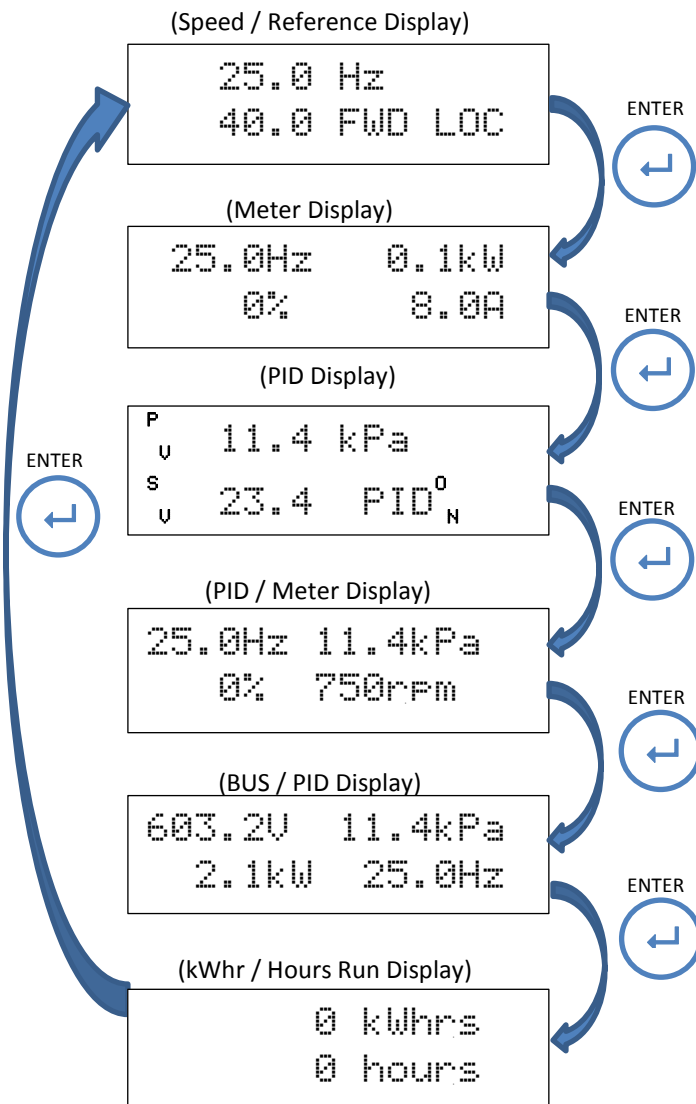 (Speed / Reference Display)
25.0 Hz
40.0 FWD LOC
ENTER
(Meter Display)
25.0Hz 0.1kW
0% 8.0A
ENTER
(PID Display)
PV 11.4 kPa
SV 23.4 PID ON
ENTER
ENTER
(PID / Meter Display)
25.0Hz 11.4kPa
0% 750rpm
ENTER
(BUS / PID Display)
603.2V 11.4kPa
2.1kW 25.0Hz
ENTER
(kWhr / Hours Run Display)
0 kWhrs
0 hours